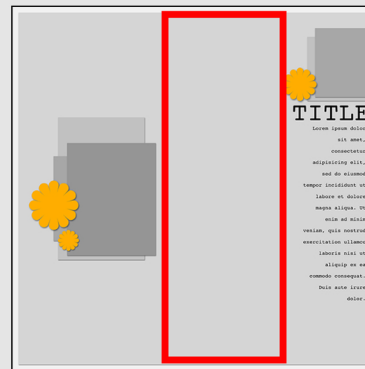 TITLE
Lorem ipsum dolor
sit amet,
consectetur
adipisicing elit,
sed do eiusmod
tempor incididunt ut
labore et dolore
magna aliqua. Ut
enim ad minim
veniam, quis nostrud
exercitation ullamco
laboris nisi ut
aliquip ex ea
commodo consequat.
Duis aute irure
dolor.